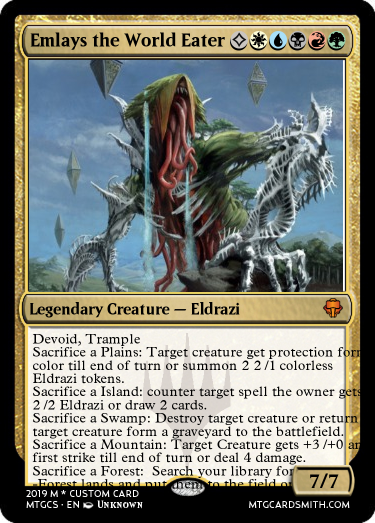 Emlays the World Eater
Legendary Creature — Eldrazi
Devoid, Trample
Sacrifice a Plains: Target creature get protection form
color till end of turn or summon 2 2/1 colorless
Eldrazi tokens.
Sacrifice a Island: counter target spell the owner gets
2/2 Eldrazi or draw 2 cards.
Sacrifice a Swamp: Destroy target creature or return
target creature form a graveyard to the battlefield.
Sacrifice a Mountain: Target Creature gets +3/+0 an
first strike till end of turn or deal 4 damage.
Sacrifice a Forest: Search your library for
-Forest lands and put them to the field or
7/7
2019 M * CUSTOM CARD
MTGCS • EN UNKNOWN
MTGCARDSMITH.COM